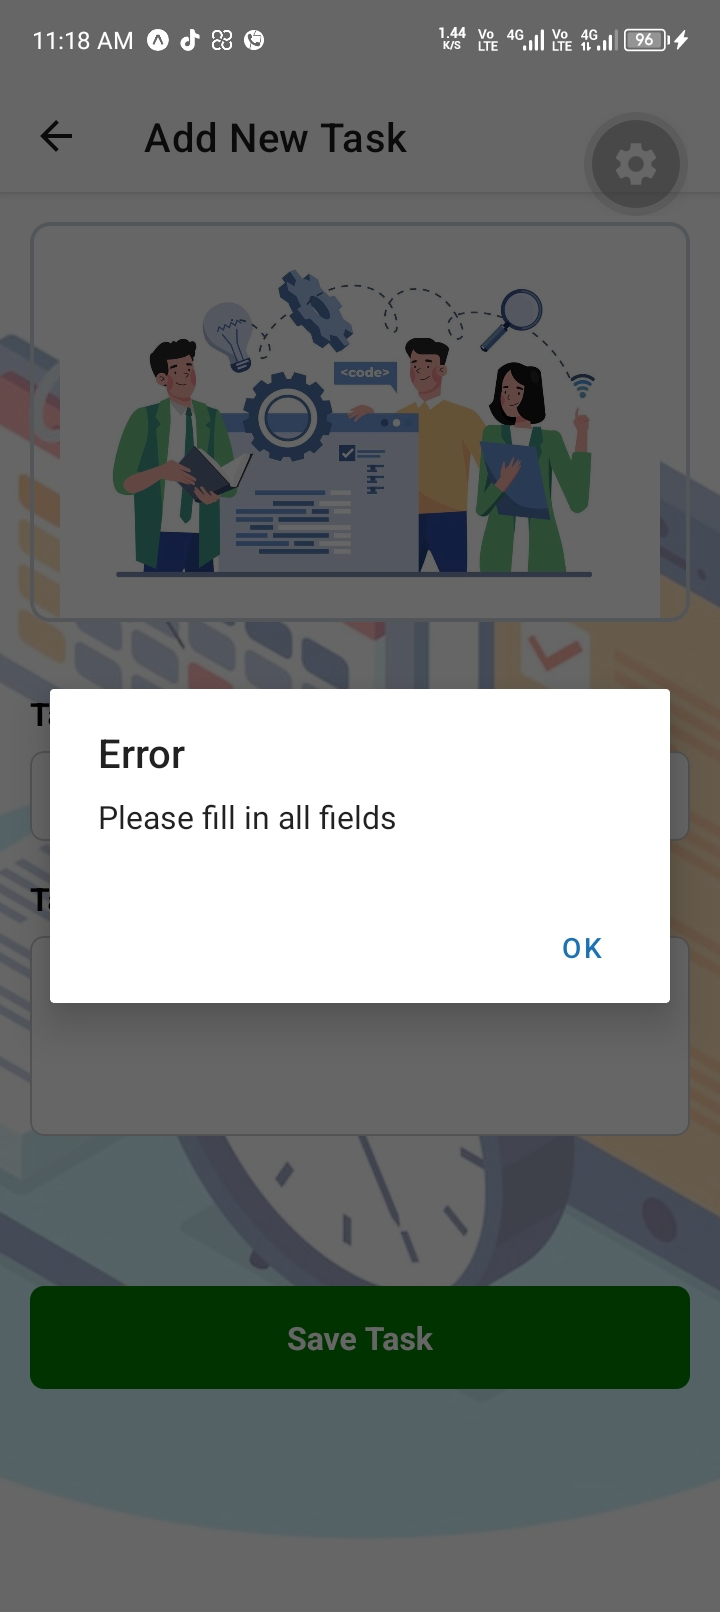 11:18 AM
1.44 K/S Vo LTE 4G Vo LTE 4G 96
Add New Task
<code>
Error
Please fill in all fields
OK
Save Task